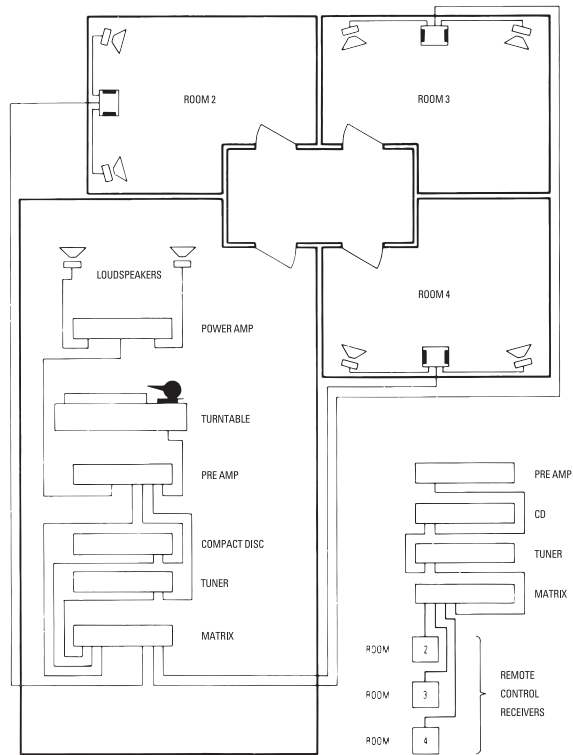 ROOM 2
ROOM 3
LOUDSPEAKERS
POWER AMP
ROOM 4
TURNTABLE
PRE AMP
COMPACT DISC
TUNER
MATRIX
PRE AMP
CD
TUNER
MATRIX
ROOM 2
ROOM 3
ROOM 4
REMOTE
CONTROL
RECEIVERS